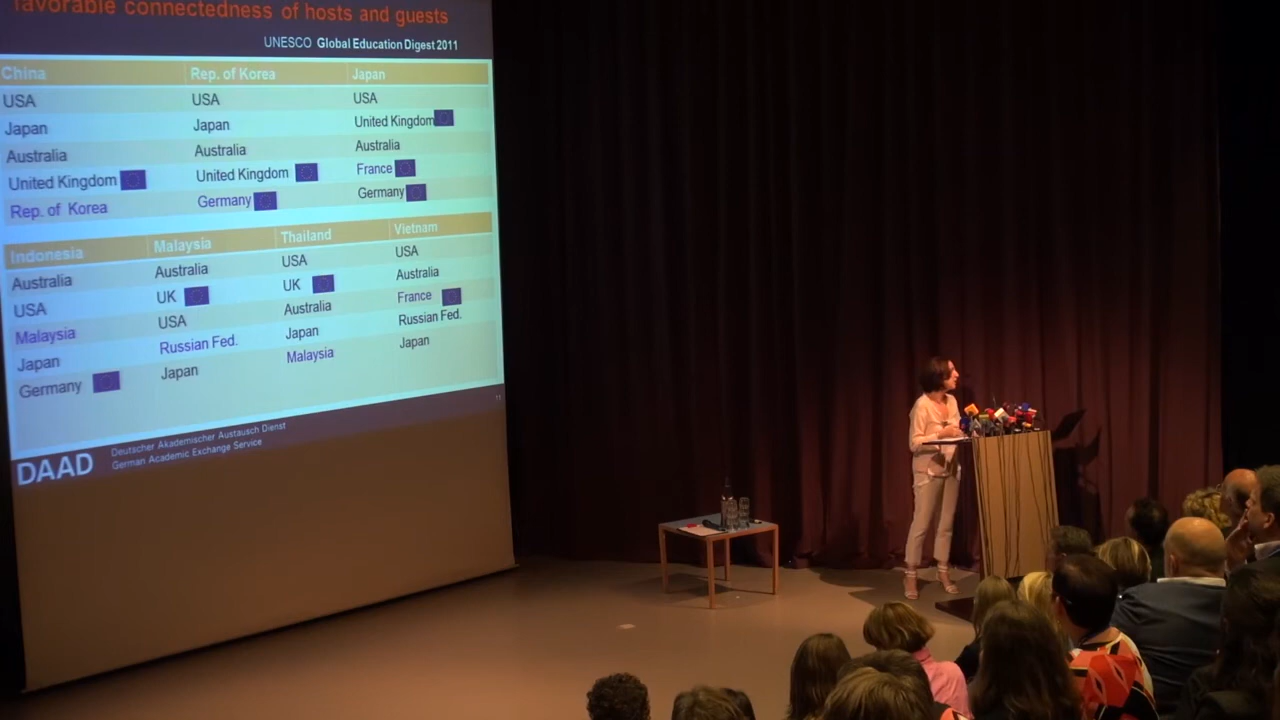 favorable connectedness of hosts and guests
UNESCO Global Education Digest 2011
China Rep. of Korea Japan
USA USA USA
Japan Japan United Kingdom
Australia Australia Australia
United Kingdom United Kingdom France
Rep. of Korea Germany Germany
Indonesia Malaysia Thailand Vietnam
Australia Australia USA USA
USA UK UK Australia
Malaysia USA Australia France
Japan Russian Fed. Japan Russian Fed.
Germany Japan Malaysia Japan
11
DAAD Deutscher Akademischer Austausch Dienst
German Academic Exchange Service